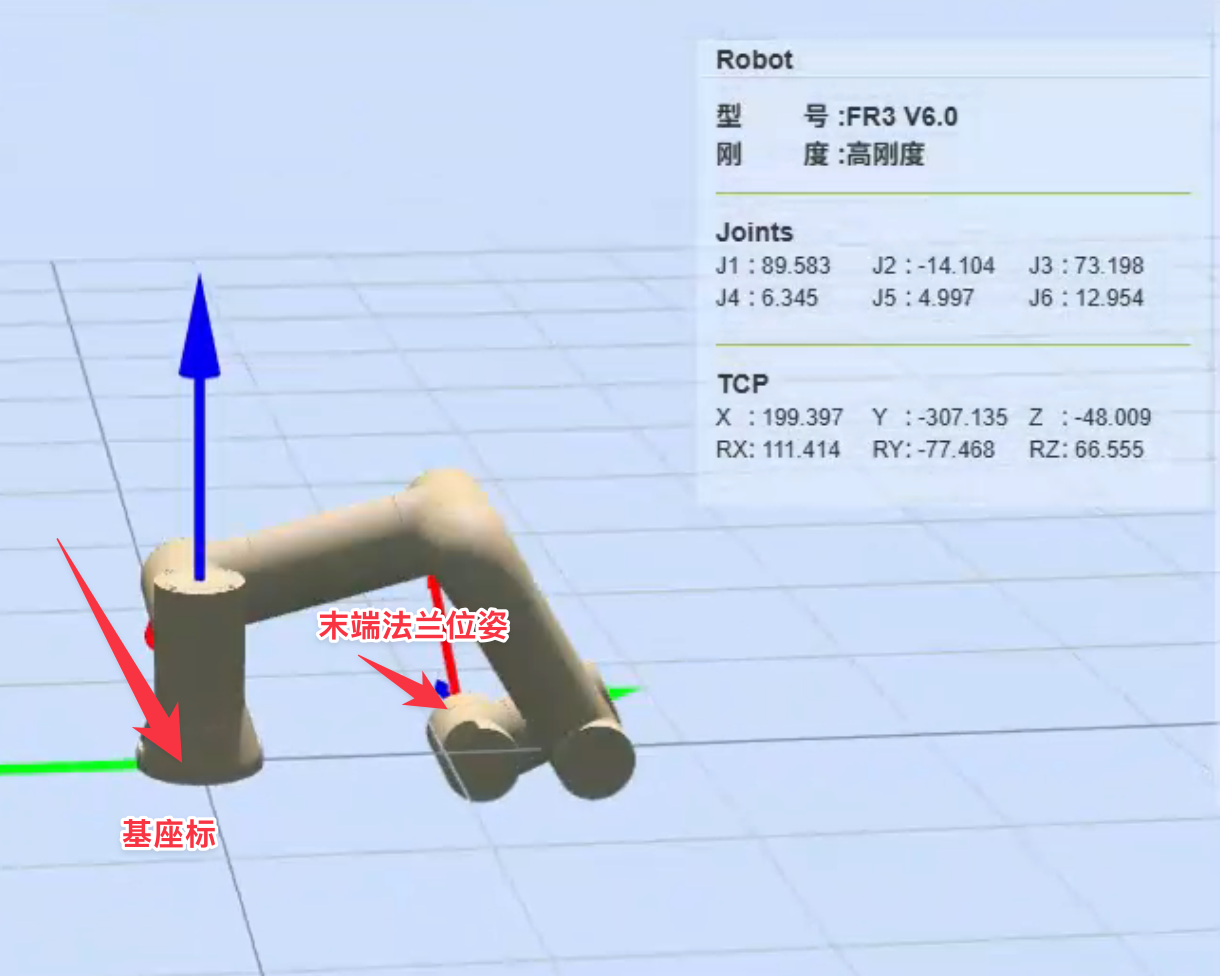 Robot
型 号 :FR3 V6.0
刚 度 :高刚度
Joints
J1 : 89.583 J2 : -14.104 J3 : 73.198
J4 : 6.345 J5 : 4.997 J6 : 12.954
TCP
X : 199.397 Y : -307.135 Z : -48.009
RX: 111.414 RY: -77.468 RZ: 66.555
末端法兰位姿
基座标